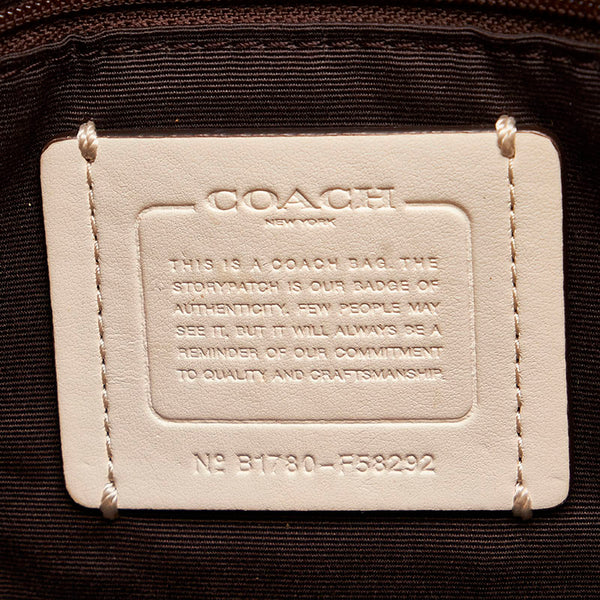 COACH
NEW YORK
THIS IS A COACH BAG. THE
STORYPATCH IS OUR BADGE OF
AUTHENTICITY. FEW PEOPLE MAY
SEE IT, BUT IT WILL ALWAYS BE A
REMINDER OF OUR COMMITMENT
TO QUALITY AND CRAFTSMANSHIP.
Nº B1780-F58292